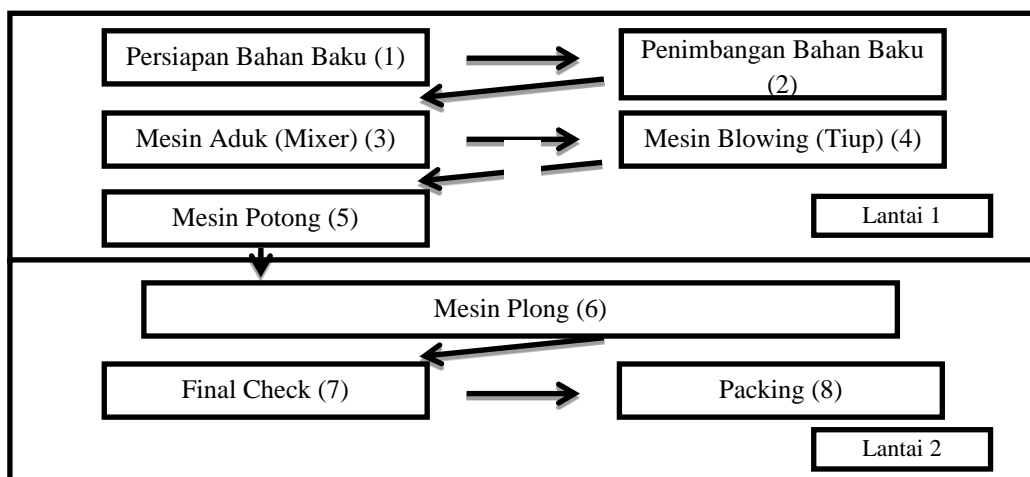 Persiapan Bahan Baku (1)
Penimbangan Bahan Baku
(2)
Mesin Aduk (Mixer) (3)
Mesin Blowing (Tiup) (4)
Mesin Potong (5)
Lantai 1
Mesin Plong (6)
Final Check (7)
Packing (8)
Lantai 2